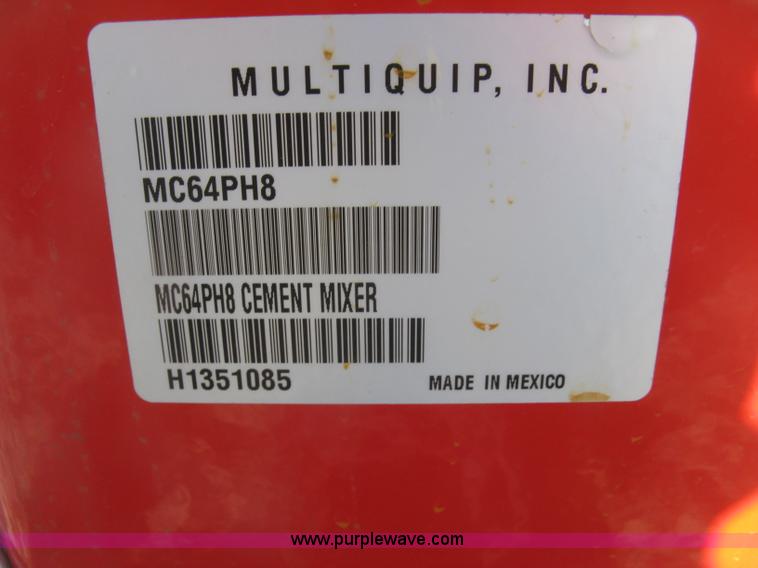 MULTIQUIP, INC.
MC64PH8
MC64PH8 CEMENT MIXER
H1351085
MADE IN MEXICO
www.purplewave.com